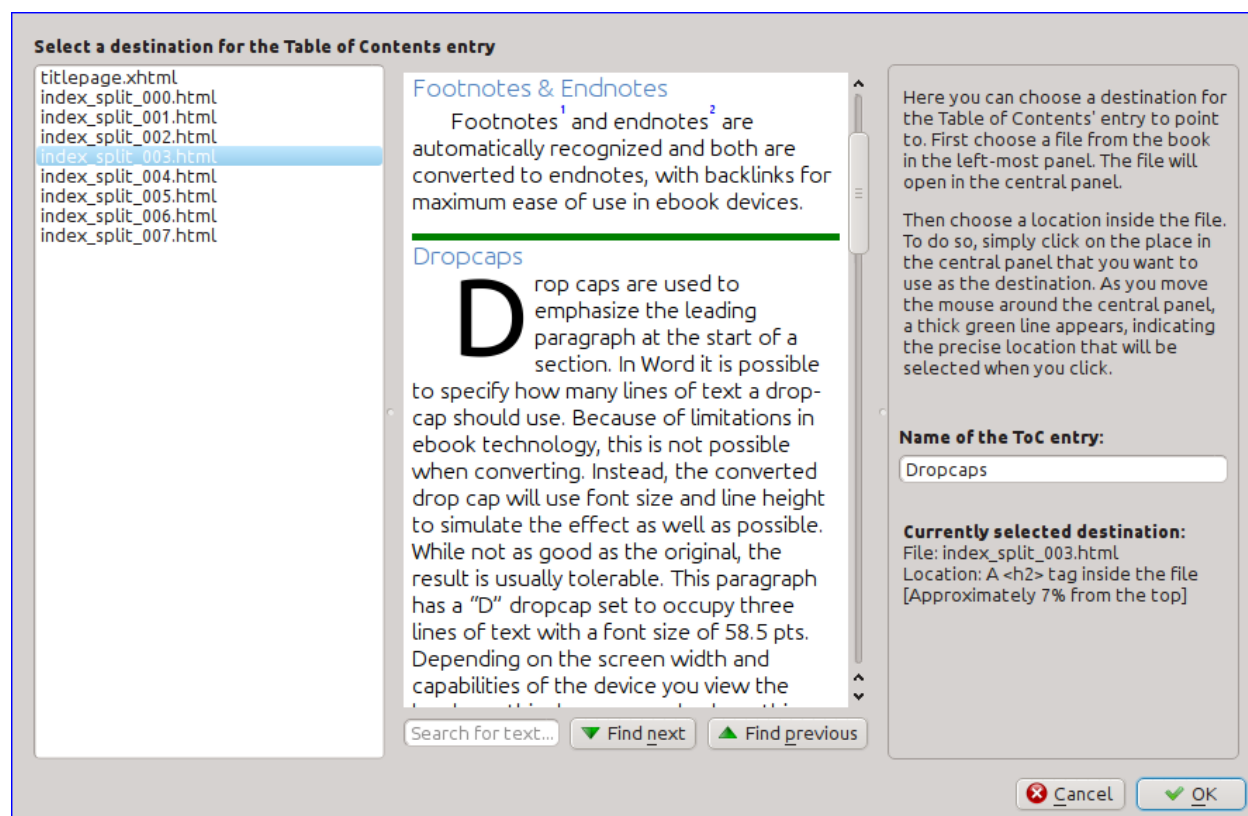 Select a destination for the Table of Contents entry
titlepage.xhtml
index_split_000.html
index_split_001.html
index_split_002.html
index_split_003.html
index_split_004.html
index_split_005.html
index_split_006.html
index_split_007.html
Footnotes & Endnotes
Footnotes1 and endnotes2 are
automatically recognized and both are
converted to endnotes, with backlinks for
maximum ease of use in ebook devices.
Dropcaps
Drop caps are used to
emphasize the leading
paragraph at the start of a
section. In Word it is possible
to specify how many lines of text a drop-
cap should use. Because of limitations in
ebook technology, this is not possible
when converting. Instead, the converted
drop cap will use font size and line height
to simulate the effect as well as possible.
While not as good as the original, the
result is usually tolerable. This paragraph
has a “D” dropcap set to occupy three
lines of text with a font size of 58.5 pts.
Depending on the screen width and
capabilities of the device you view the
Search for text...
Find next
Find previous
Here you can choose a destination for
the Table of Contents' entry to point
to. First choose a file from the book
in the left-most panel. The file will
open in the central panel.
Then choose a location inside the file.
To do so, simply click on the place in
the central panel that you want to
use as the destination. As you move
the mouse around the central panel,
a thick green line appears, indicating
the precise location that will be
selected when you click.
Name of the ToC entry:
Dropcaps
Currently selected destination:
File: index_split_003.html
Location: A <h2> tag inside the file
[Approximately 7% from the top]
Cancel
OK